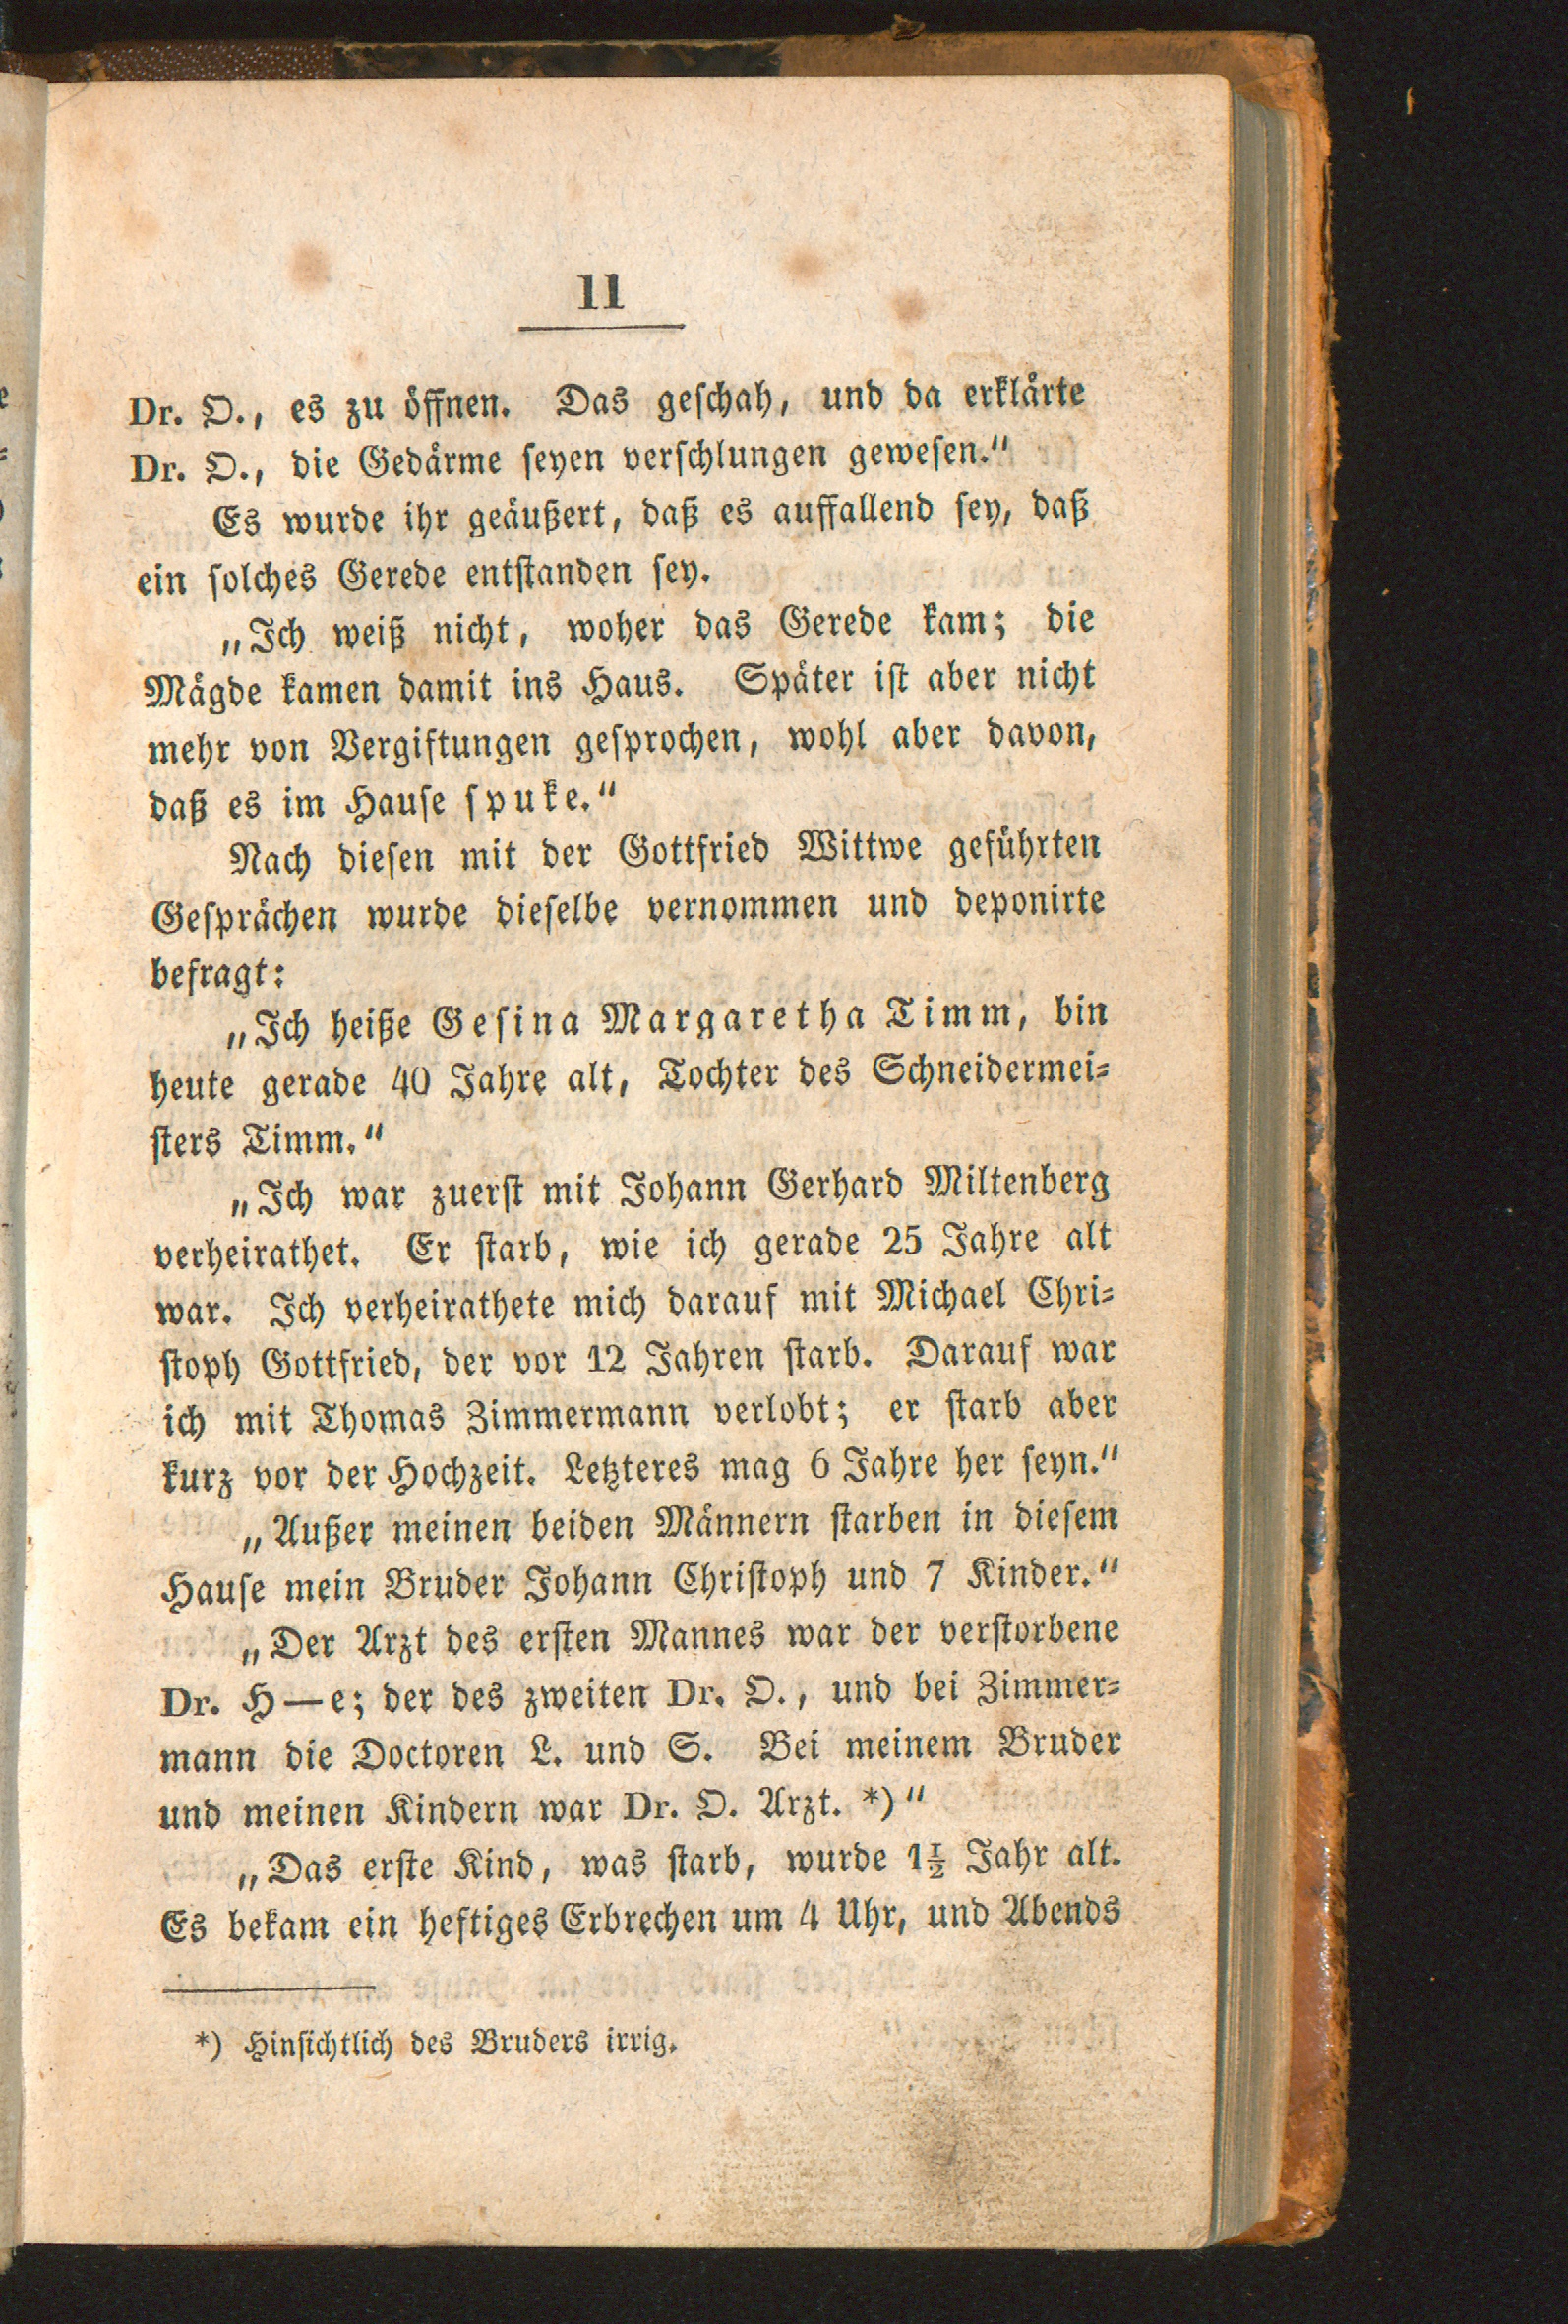 11
Dr. O., es zu öffnen. Das geschah, und da erklärte
Dr. O., die Gedärme seyen verschlungen gewesen."
Es wurde ihr geäußert, daß es auffallend sey, daß
ein solches Gerede entstanden sey.
„Ich weiß nicht, woher das Gerede kam; die
Mägde kamen damit ins Haus. Später ist aber nicht
mehr von Vergiftungen gesprochen, wohl aber davon,
daß es im Hause spuke."
Nach diesen mit der Gottfried Wittwe geführten
Gesprächen wurde dieselbe vernommen und deponirte
befragt:
„Ich heiße Gesina Margaretha Timm, bin
heute gerade 40 Jahre alt, Tochter des Schneidermei-
sters Timm."
„Ich war zuerst mit Johann Gerhard Miltenberg
verheirathet. Er starb, wie ich gerade 25 Jahre alt
war. Ich verheirathete mich darauf mit Michael Chri-
stoph Gottfried, der vor 12 Jahren starb. Darauf war
ich mit Thomas Zimmermann verlobt; er starb aber
kurz vor der Hochzeit. Letzteres mag 6 Jahre her seyn."
„Außer meinen beiden Männern starben in diesem
Hause mein Bruder Johann Christoph und 7 Kinder."
„Der Arzt des ersten Mannes war der verstorbene
Dr. H—e; der des zweiten Dr. O., und bei Zimmer-
mann die Doctoren L. und S. Bei meinem Bruder
und meinen Kindern war Dr. O. Arzt. *)"
„Das erste Kind, was starb, wurde 1½ Jahr alt.
Es bekam ein heftiges Erbrechen um 4 Uhr, und Abends
*) Hinsichtlich des Bruders irrig.